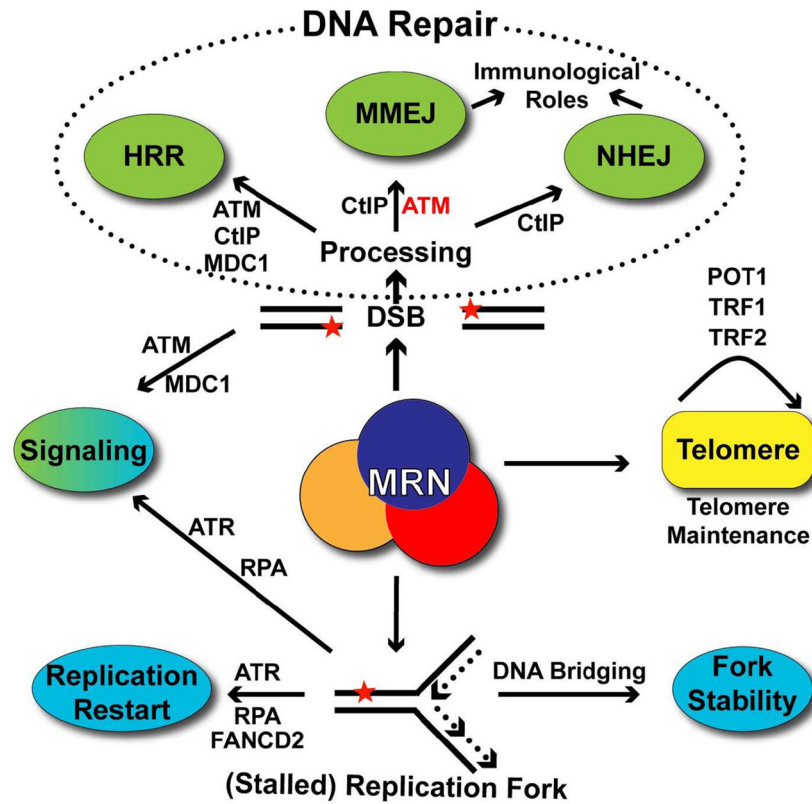 DNA Repair
Immunological
Roles
MMEJ
HRR
NHEJ
ATM
CtIP
MDC1
CtIP
ATM
CtIP
Processing
DSB
POT1
TRF1
TRF2
ATM
MDC1
Signaling
MRN
Telomere
Telomere
Maintenance
ATR
RPA
Replication
Restart
ATR
RPA
FANCD2
DNA Bridging
Fork
Stability
(Stalled) Replication Fork